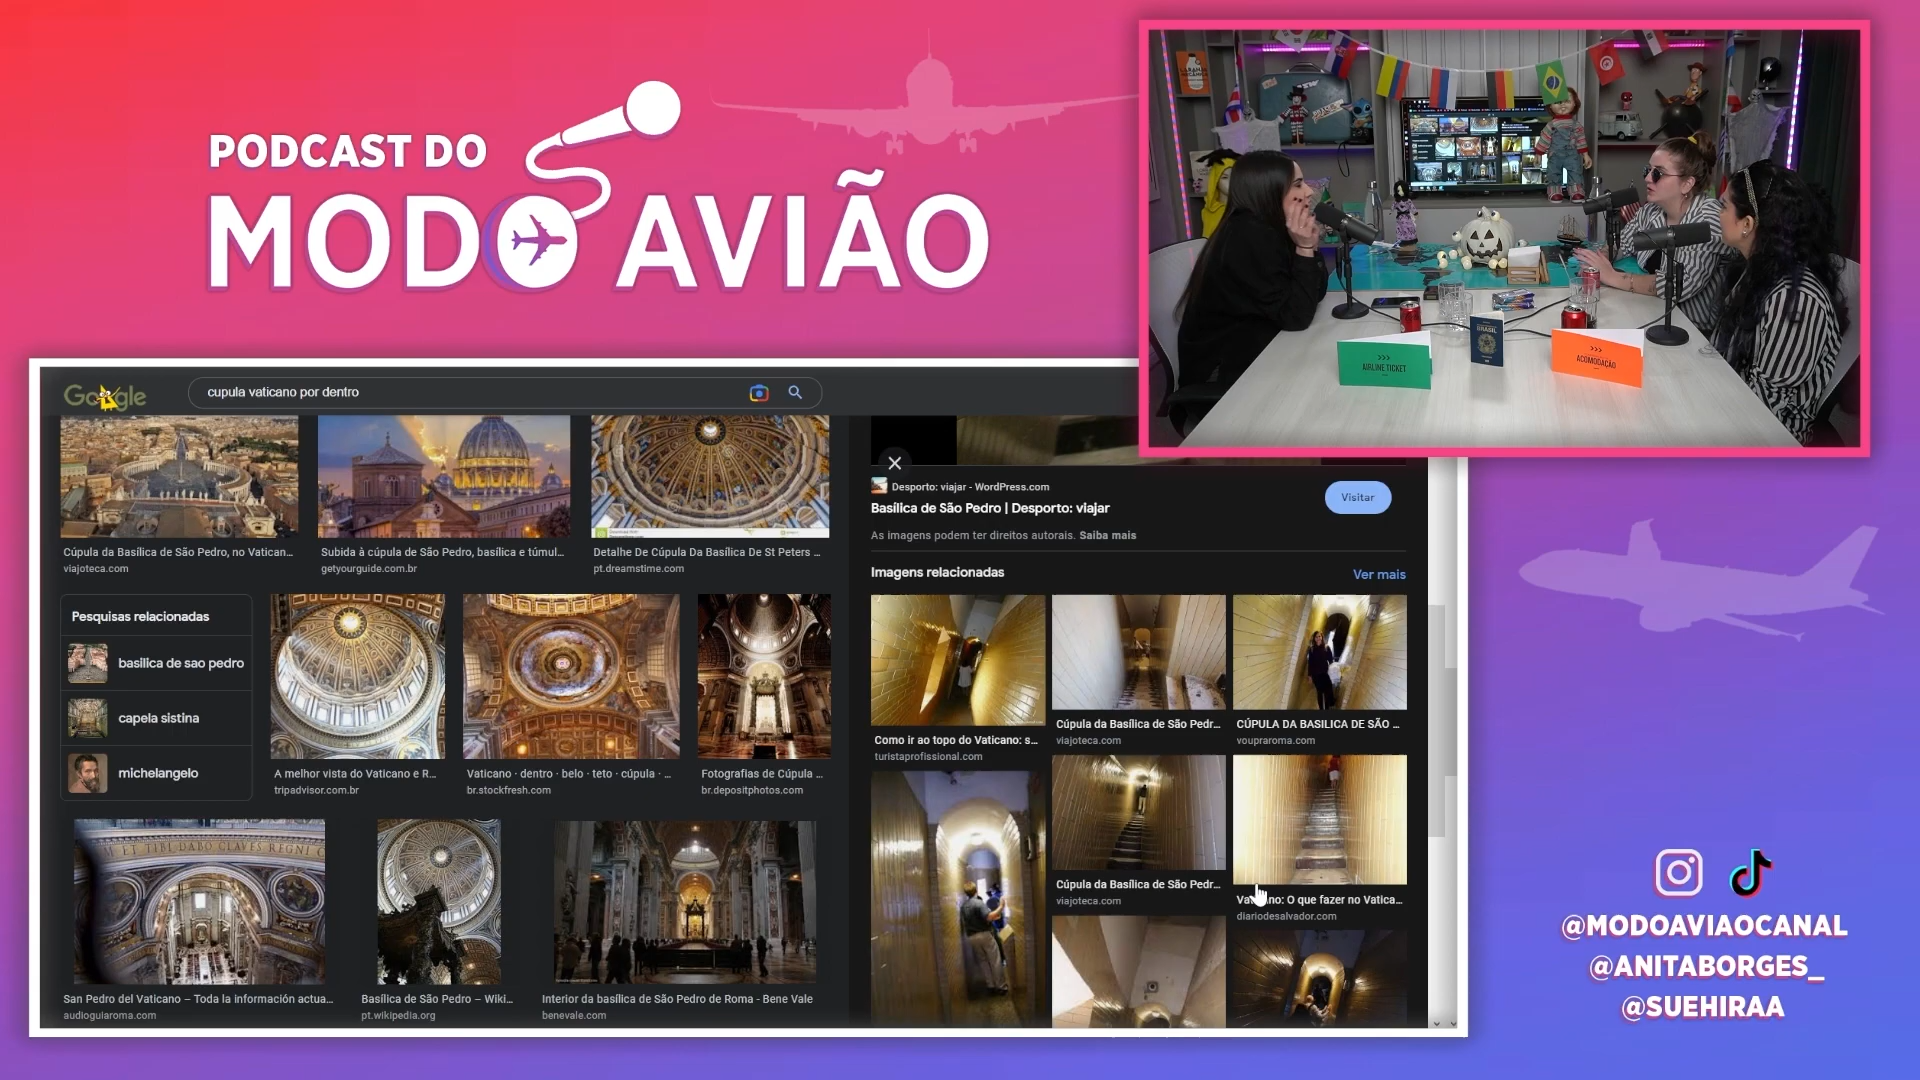 PODCAST DO
MODO AVIÃO
AIRLINE TICKET
BRASIL
ACOMODAÇÃO
Google
cupula vaticano por dentro
Cúpula da Basílica de São Pedro, no Vatican...
viajoteca.com
Subida à cúpula de São Pedro, basílica e túmul...
getyourguide.com.br
Detalhe De Cúpula Da Basílica De St Peters ...
pt.dreamstime.com
Pesquisas relacionadas
basilica de sao pedro
capela sistina
michelangelo
A melhor vista do Vaticano e R...
tripadvisor.com.br
Vaticano · dentro · belo · teto · cúpula · ...
br.stockfresh.com
Fotografias de Cúpula ...
br.depositphotos.com
San Pedro del Vaticano – Toda la información actua...
audioguiaroma.com
Basílica de São Pedro – Wiki...
pt.wikipedia.org
Interior da basílica de São Pedro de Roma - Bene Vale
benevale.com
Desporto: viajar - WordPress.com
Basílica de São Pedro | Desporto: viajar
Visitar
As imagens podem ter direitos autorais. Saiba mais
Imagens relacionadas
Ver mais
Como ir ao topo do Vaticano: s...
turistaprofissional.com
Cúpula da Basílica de São Pedr...
viajoteca.com
CÚPULA DA BASILICA DE SÃO ...
voupraroma.com
Cúpula da Basílica de São Pedr...
viajoteca.com
O que fazer no Vatica...
diariodesalvador.com
@MODOAVIAOCANAL
@ANITABORGES_
@SUEHIRAA